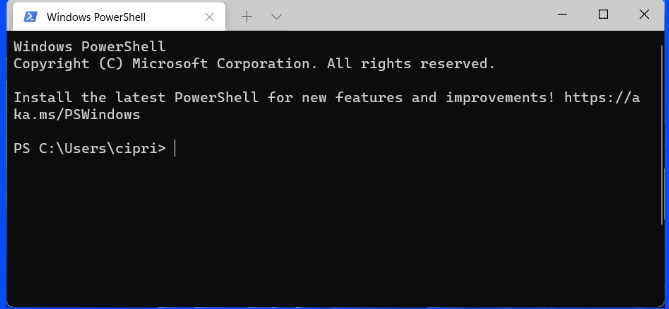 Windows PowerShell
Windows PowerShell
Copyright (C) Microsoft Corporation. All rights reserved.
Install the latest PowerShell for new features and improvements! https://a
ka.ms/PSWindows
PS C:\Users\cipri>